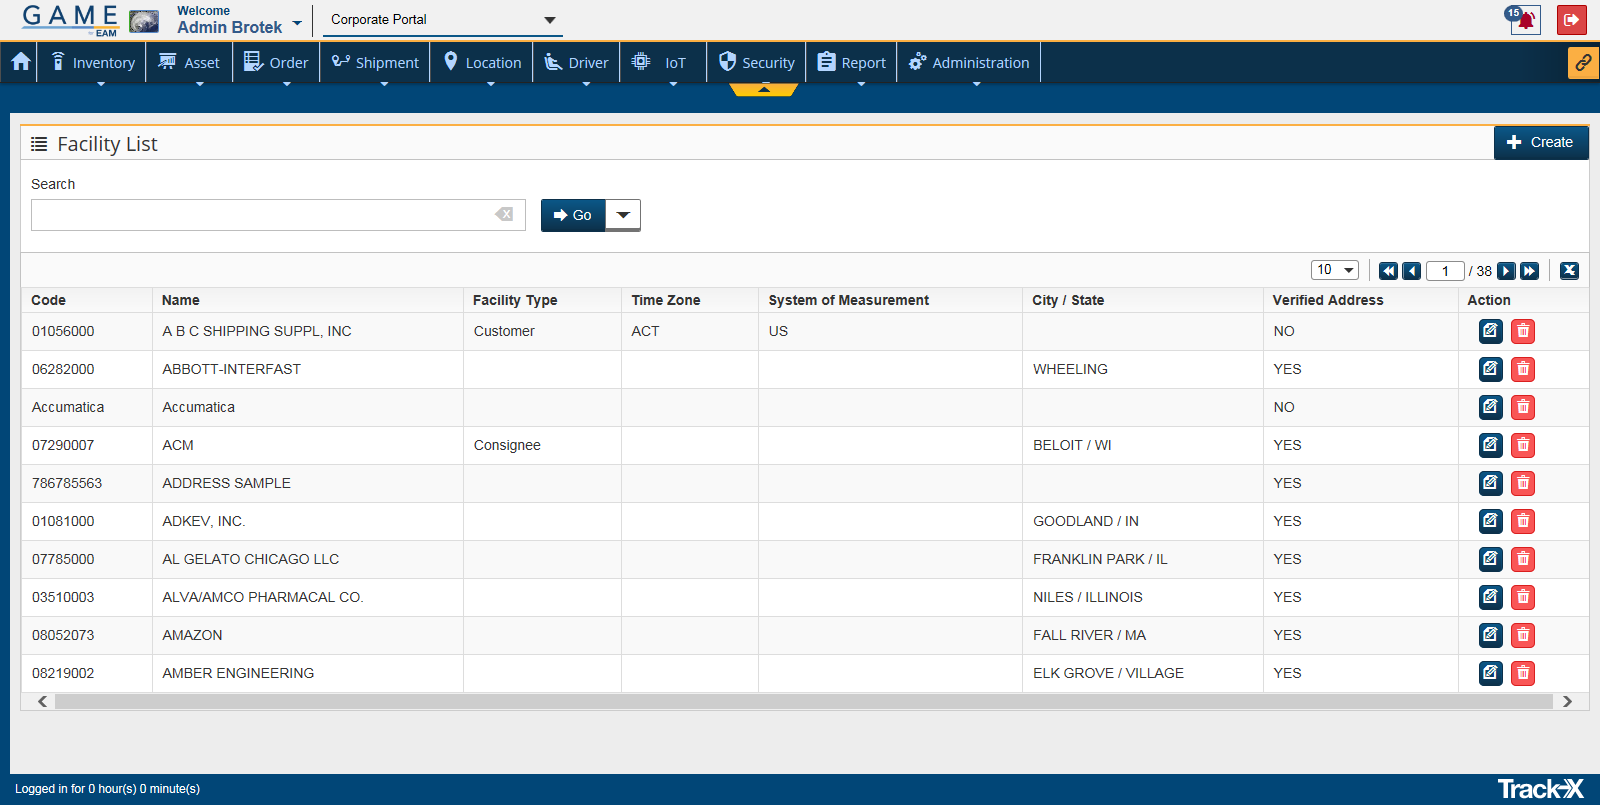 GAME
EAM
Welcome
Admin Brotek
Corporate Portal
15
Inventory
Asset
Order
Shipment
Location
Driver
IoT
Security
Report
Administration
Facility List
Create
Search
Go
10
1 / 38
Code Name Facility Type Time Zone System of Measurement City / State Verified Address Action
01056000 A B C SHIPPING SUPPL, INC Customer ACT US NO
06282000 ABBOTT-INTERFAST WHEELING YES
Accumatica Accumatica NO
07290007 ACM Consignee BELOIT / WI YES
786785563 ADDRESS SAMPLE YES
01081000 ADKEV, INC. GOODLAND / IN YES
07785000 AL GELATO CHICAGO LLC FRANKLIN PARK / IL YES
03510003 ALVA/AMCO PHARMACAL CO. NILES / ILLINOIS YES
08052073 AMAZON FALL RIVER / MA YES
08219002 AMBER ENGINEERING ELK GROVE / VILLAGE YES
Logged in for 0 hour(s) 0 minute(s)
Track-X